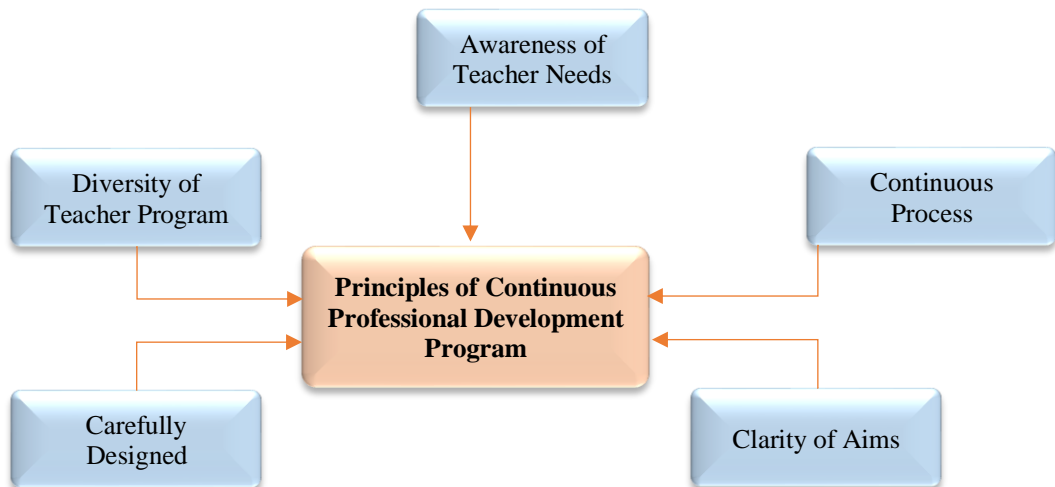 Awareness of
Teacher Needs
Diversity of
Teacher Program
Continuous
Process
Principles of Continuous
Professional Development
Program
Carefully
Designed
Clarity of Aims